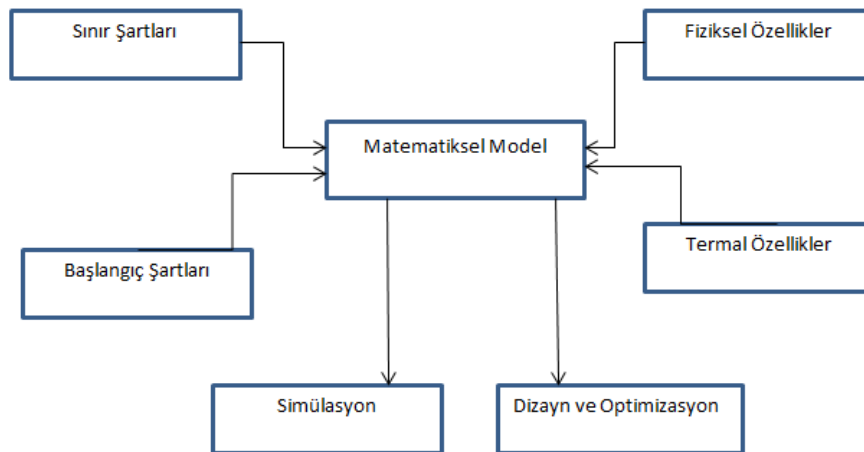 Sınır Şartları
Fiziksel Özellikler
Matematiksel Model
Başlangıç Şartları
Termal Özellikler
Simülasyon
Dizayn ve Optimizasyon